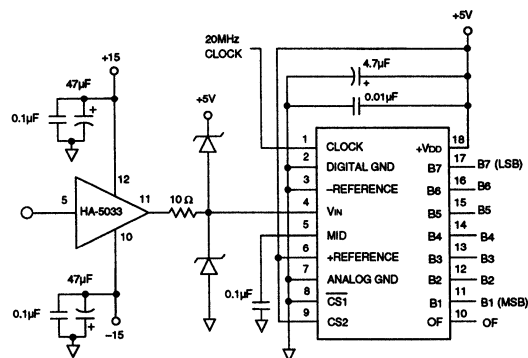 +5V
20MHz
CLOCK
+15
47µF
4.7µF
+
0.1µF
+
+5V
0.01µF
1 CLOCK +VDD 18
2 DIGITAL GND B7 17 B7 (LSB)
3 –REFERENCE B6 16 B6
4 VIN B5 15 B5
5 MID B4 14 B4
6 +REFERENCE B3 13 B3
7 ANALOG GND B2 12 B2
8 CS1 B1 11 B1 (MSB)
9 CS2 OF 10 OF
12
5 HA-5033 11 10 Ω
10
47µF
0.1µF
+
–15
0.1µF